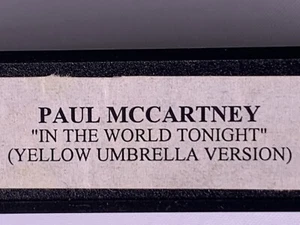 PAUL MCCARTNEY
"IN THE WORLD TONIGHT"
(YELLOW UMBRELLA VERSION)